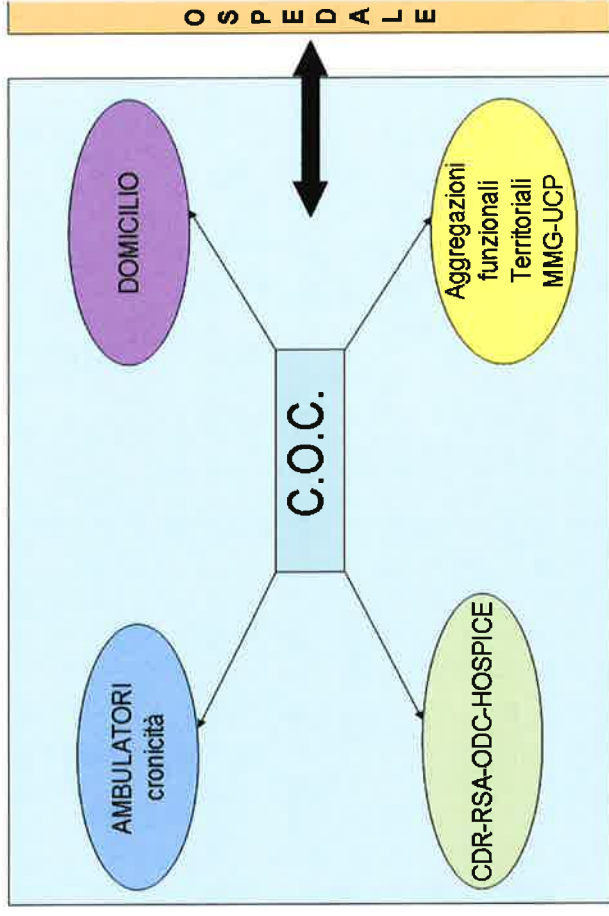 AMBULATORI
cronicità
DOMICILIO
C.O.C.
CDR-RSA-ODC-HOSPICE
Aggregazioni
funzionali
Territoriali
MMG-UCP
OSPEDALE